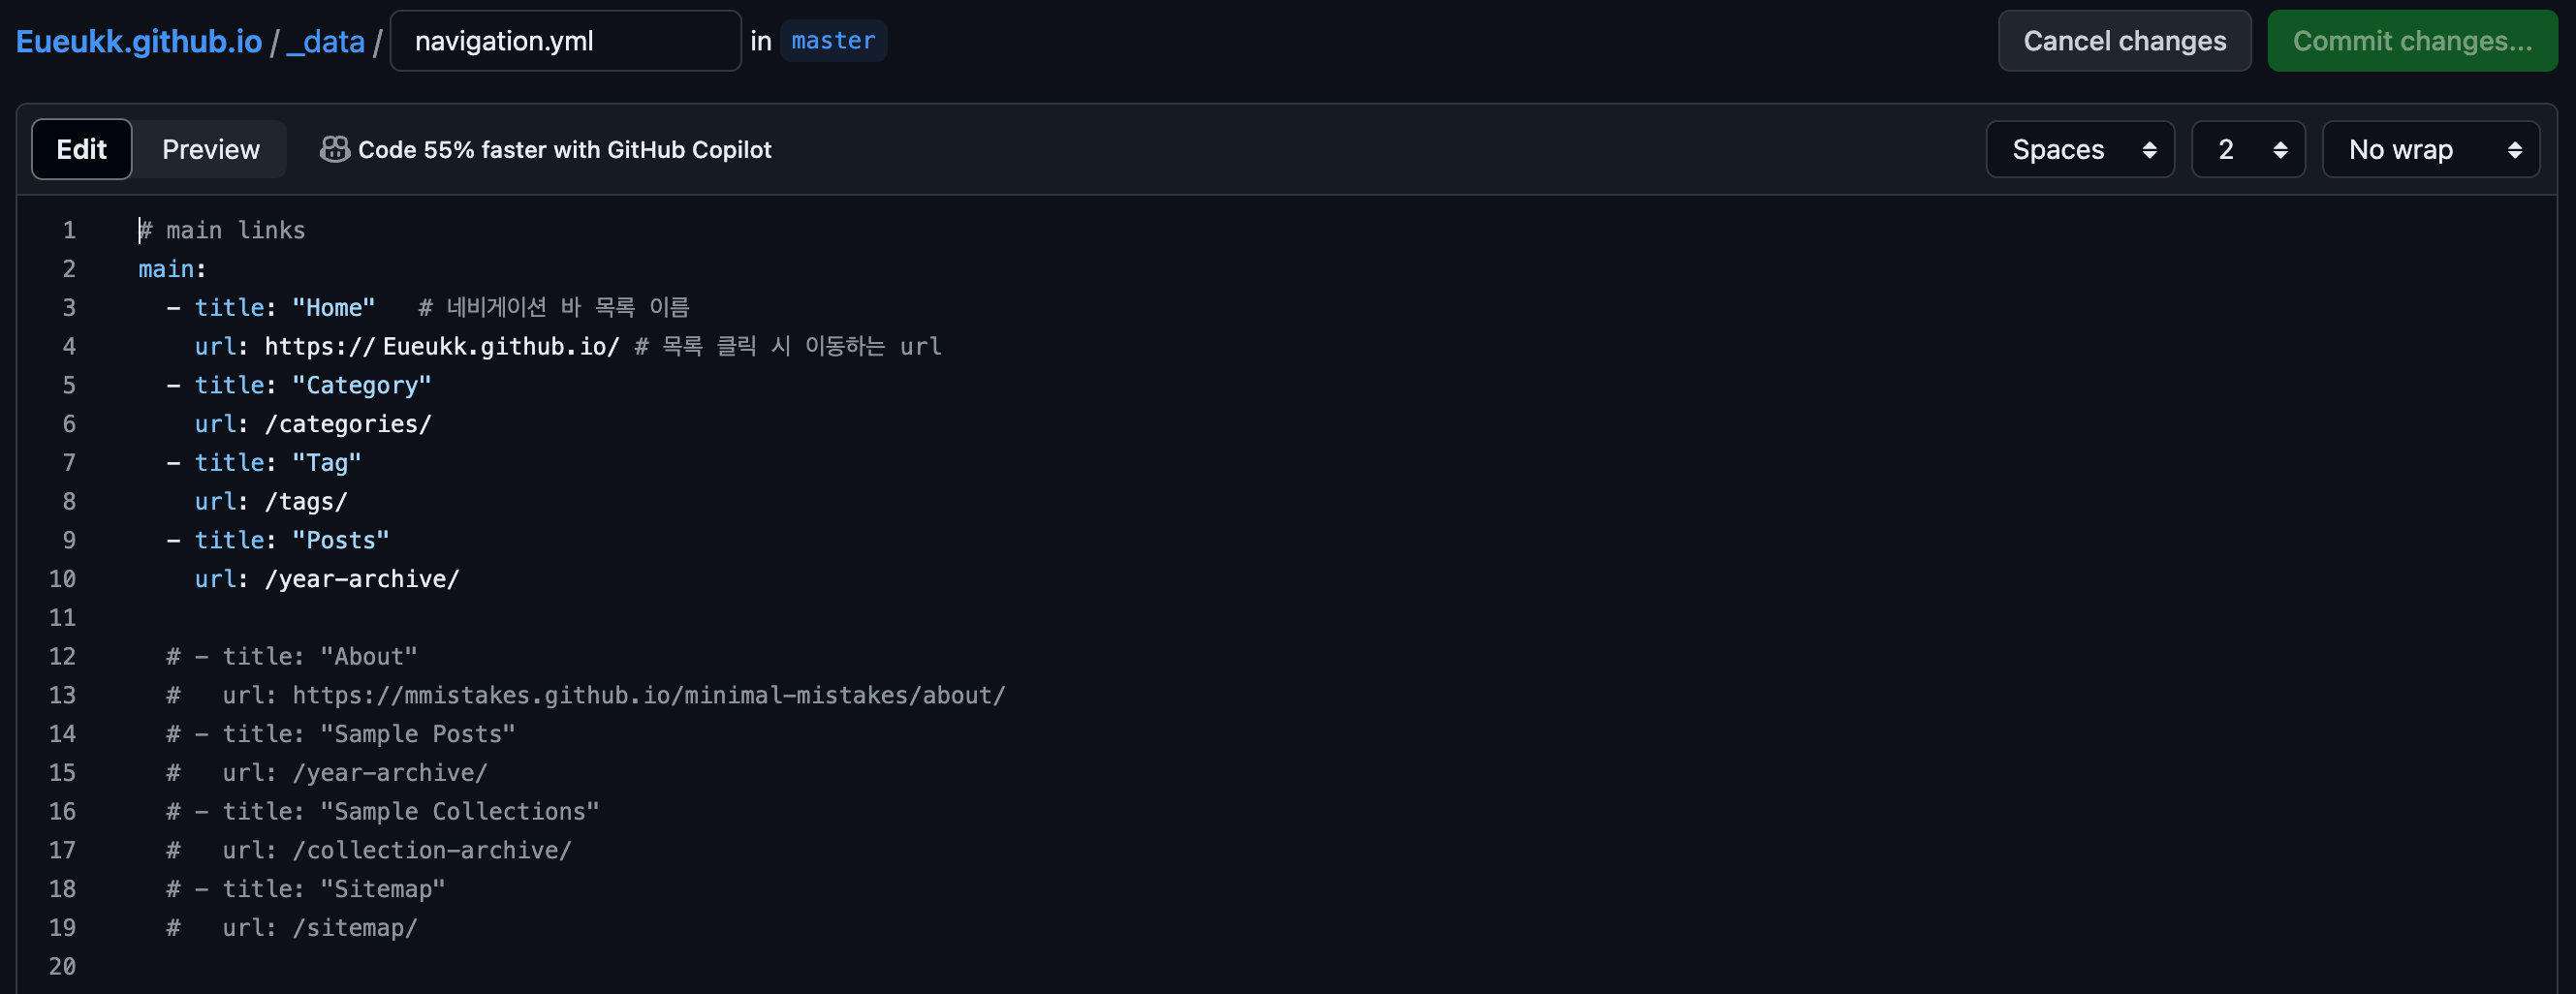 Eueukk.github.io / _data / navigation.yml in master Cancel changes Commit changes...
Edit Preview Code 55% faster with GitHub Copilot Spaces 2 No wrap
1 # main links
2 main:
3   - title: "Home"   # 네비게이션 바 목록 이름
4     url: https:// Eueukk.github.io/ # 목록 클릭 시 이동하는 url
5   - title: "Category"
6     url: /categories/
7   - title: "Tag"
8     url: /tags/
9   - title: "Posts"
10     url: /year-archive/
11
12   # - title: "About"
13   #   url: https://mmistakes.github.io/minimal-mistakes/about/
14   # - title: "Sample Posts"
15   #   url: /year-archive/
16   # - title: "Sample Collections"
17   #   url: /collection-archive/
18   # - title: "Sitemap"
19   #   url: /sitemap/
20